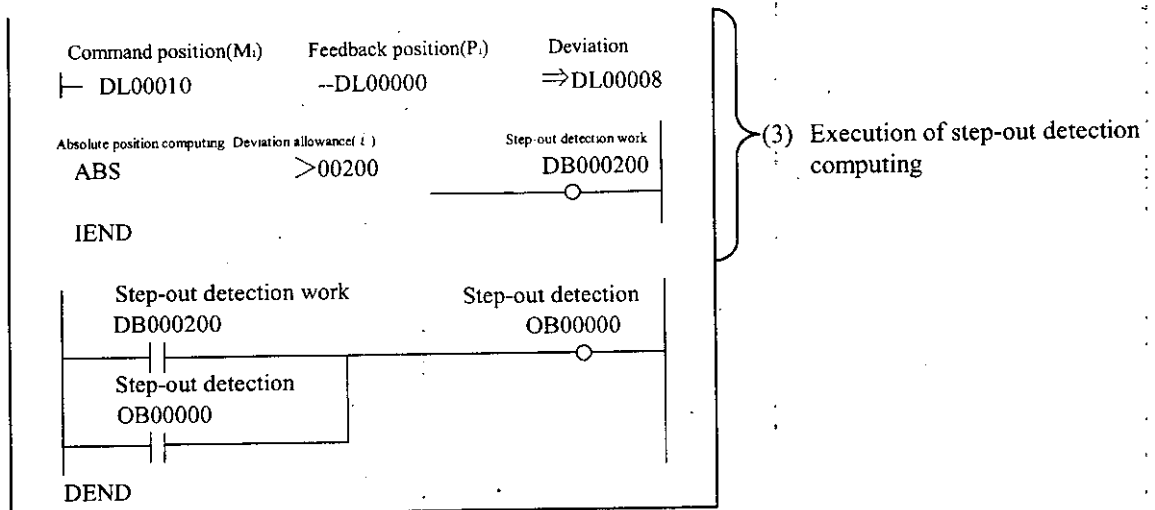 Command position(Mi) Feedback position(Pi) Deviation
DL00010 --DL00000 ⇒DL00008
Absolute position computing Deviation allowance( i ) Step-out detection work
ABS >00200 DB000200
(3) Execution of step-out detection
computing
IEND
Step-out detection work Step-out detection
DB000200 OB00000
Step-out detection
OB00000
DEND